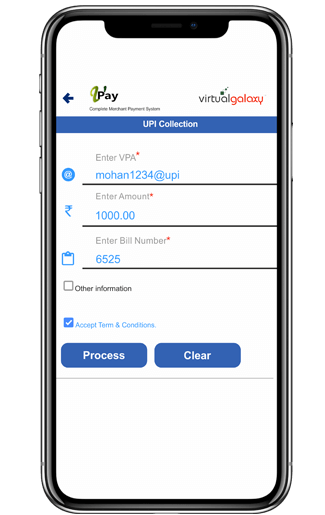 Pay
Complete Merchant Payment System
virtualgalaxy
UPI Collection
Enter VPA*
@ mohan1234@upi
Enter Amount*
₹ 1000.00
Enter Bill Number*
6525
Other information
Accept Term & Conditions.
Process Clear